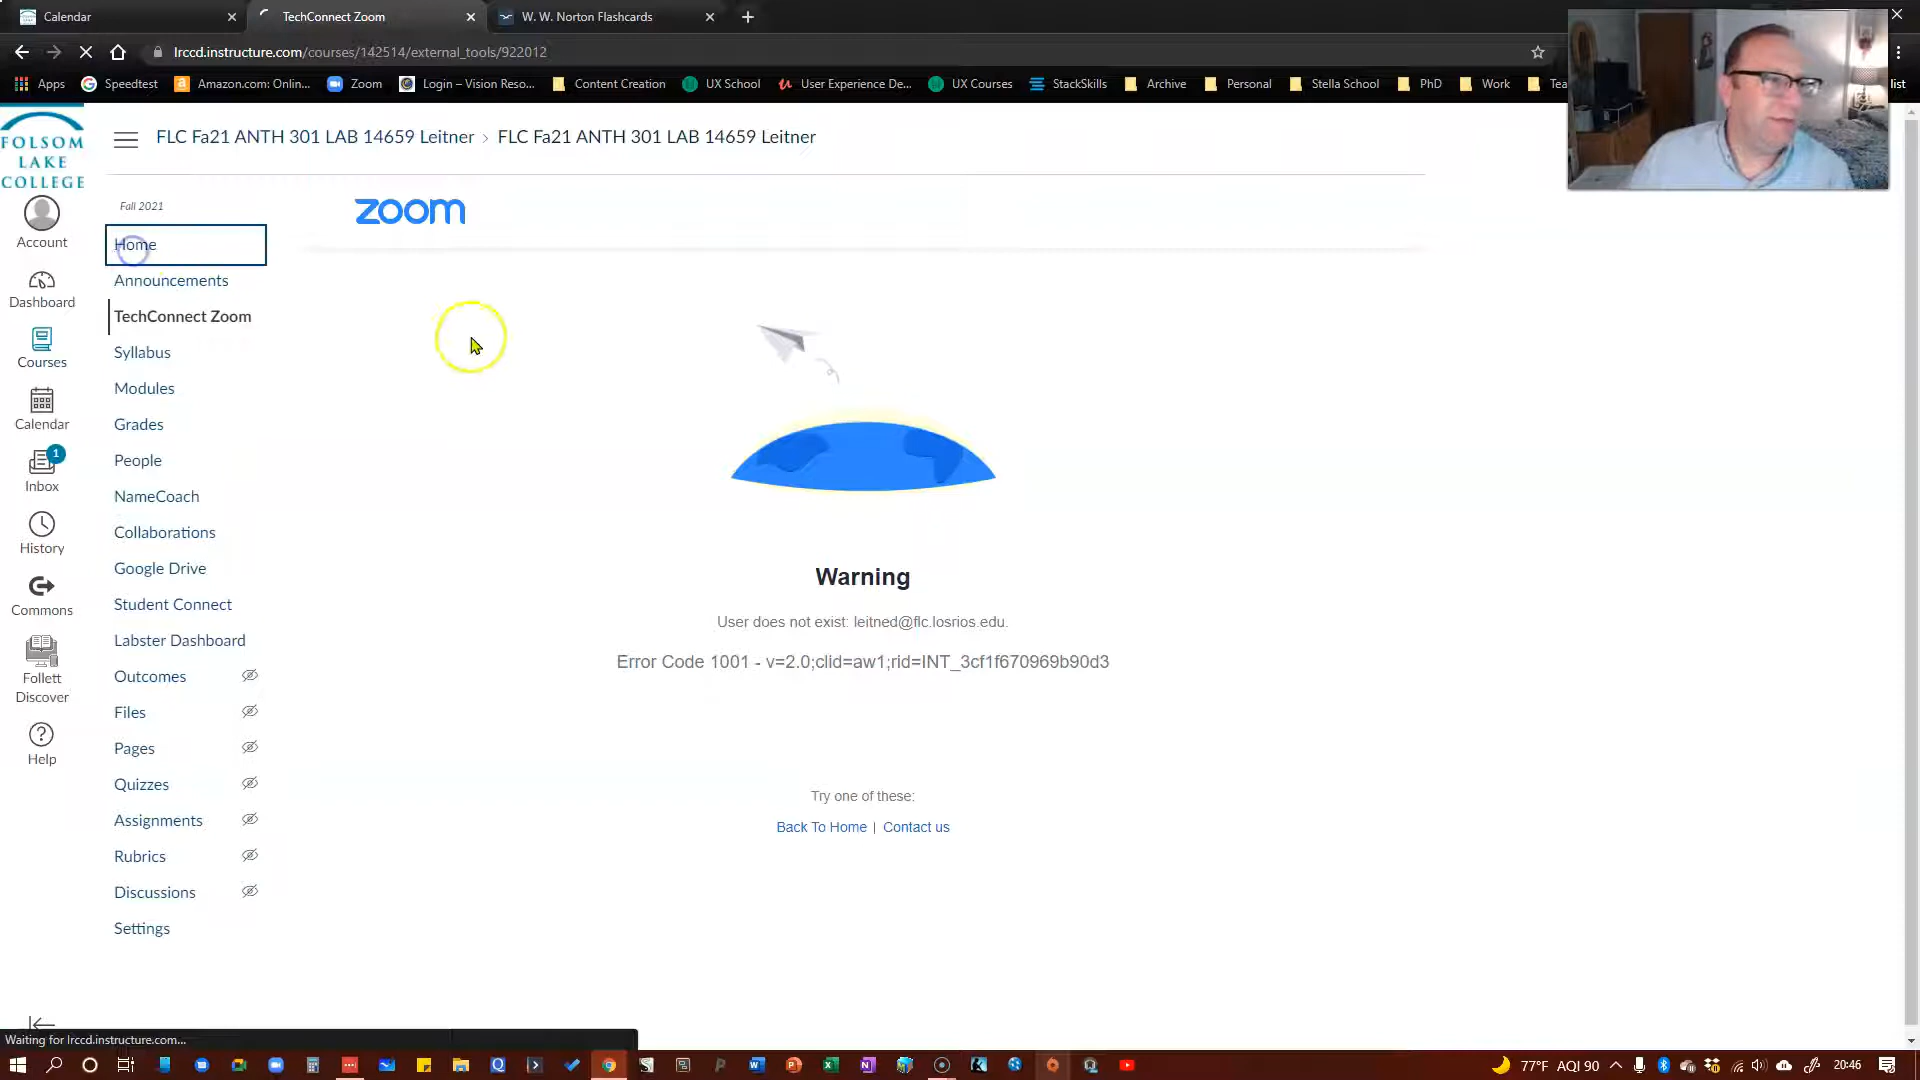 Calendar
TechConnect Zoom
W. W. Norton Flashcards
lrccd.instructure.com/courses/142514/external_tools/922012
Apps
Speedtest
Amazon.com: Onlin...
Zoom
Login – Vision Reso...
Content Creation
UX School
User Experience De...
UX Courses
StackSkills
Archive
Personal
Stella School
PhD
Work
Tea
list
FOLSOM
LAKE
COLLEGE
FLC Fa21 ANTH 301 LAB 14659 Leitner › FLC Fa21 ANTH 301 LAB 14659 Leitner
Account
Dashboard
Courses
Calendar
1
Inbox
History
Commons
Follett
Discover
Help
Fall 2021
Home
Announcements
TechConnect Zoom
Syllabus
Modules
Grades
People
NameCoach
Collaborations
Google Drive
Student Connect
Labster Dashboard
Outcomes
Files
Pages
Quizzes
Assignments
Rubrics
Discussions
Settings
zoom
Warning
User does not exist: leitned@flc.losrios.edu.
Error Code 1001 - v=2.0;clid=aw1;rid=INT_3cf1f670969b90d3
Try one of these:
Back To Home | Contact us
Waiting for lrccd.instructure.com...
77°F AQI 90
20:46